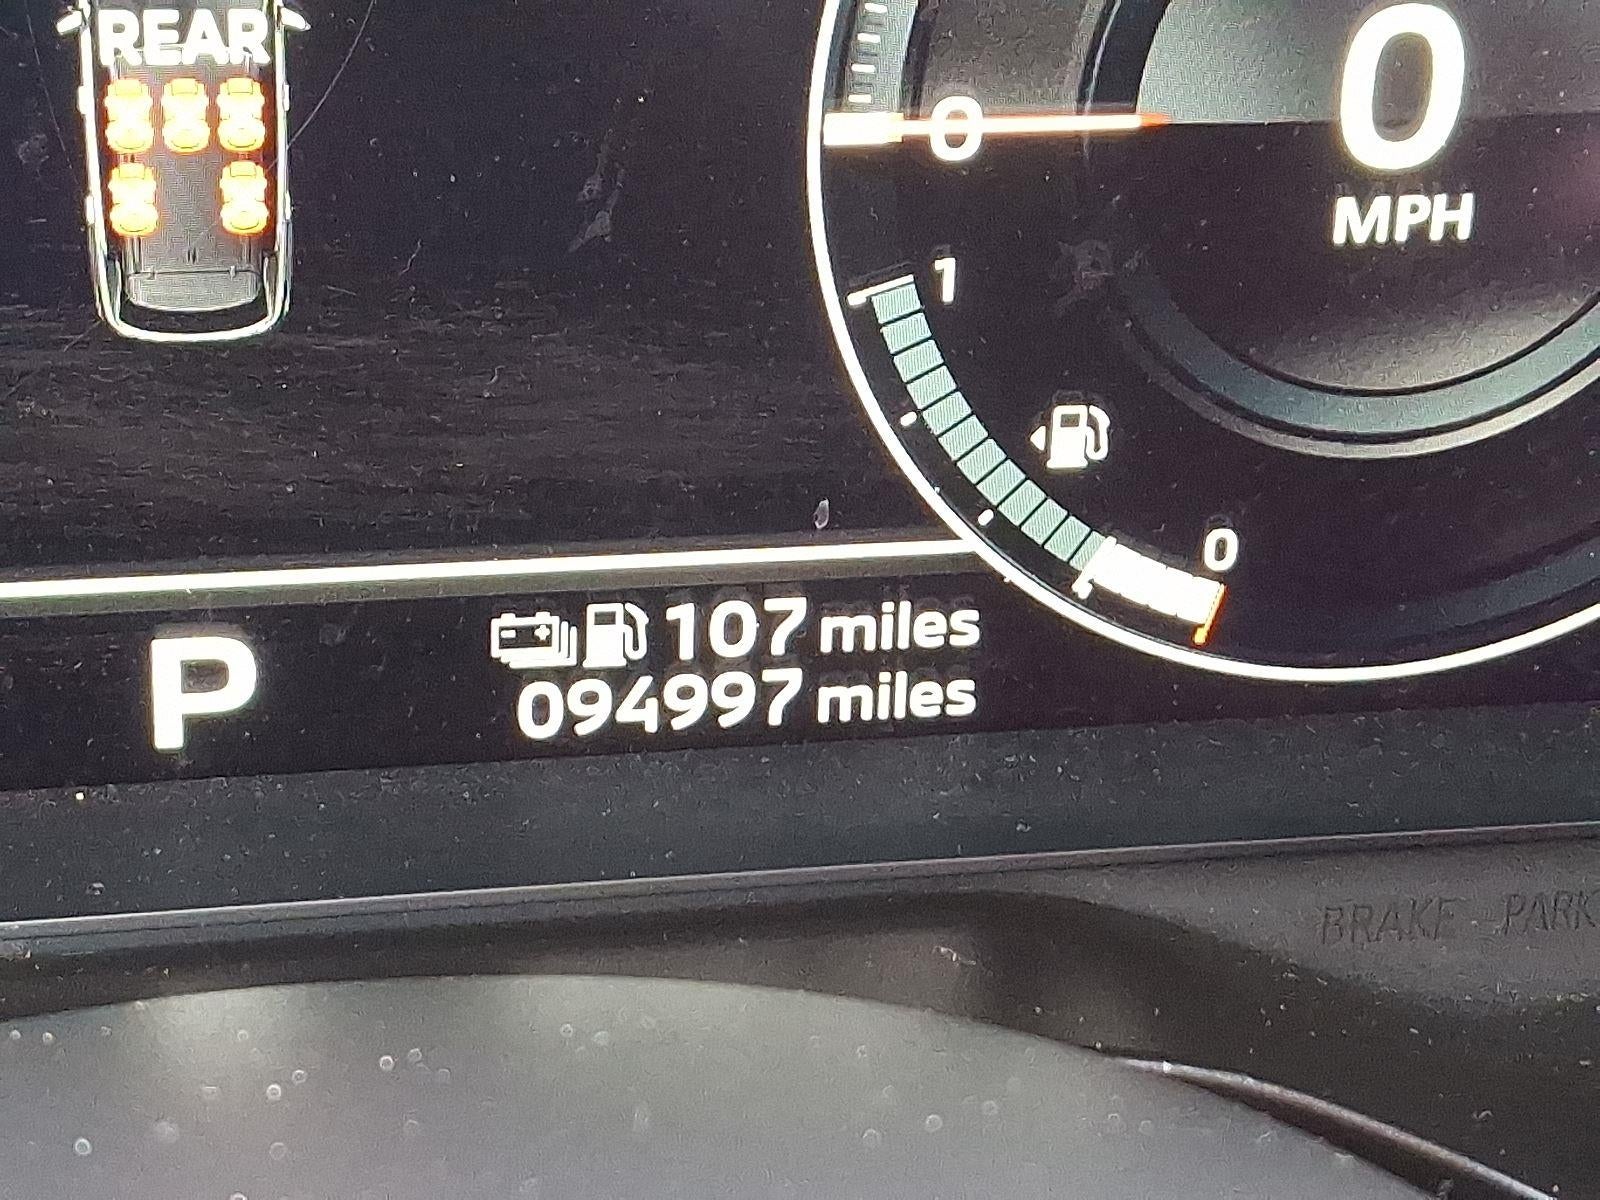 REAR
0
0
MPH
1
0
107 miles
094997 miles
P
BRAKE PARK